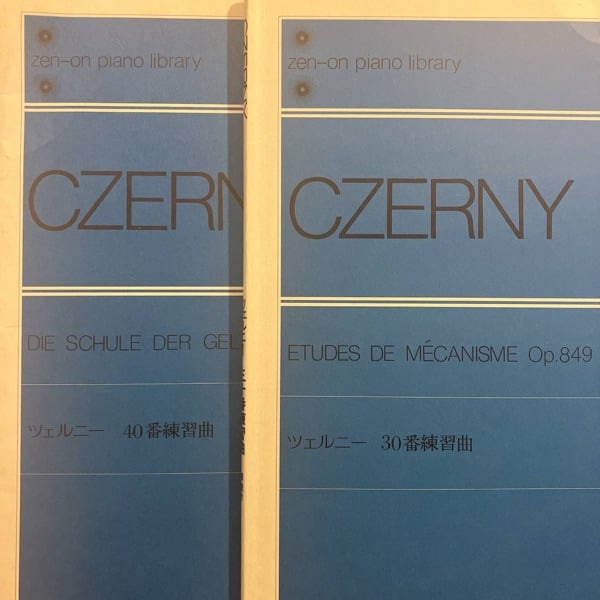 zen-on piano library
CZERN
DIE SCHULE DER GEL
ツェルニー 40番練習曲
zen-on piano library
CZERNY
ETUDES DE MÉCANISME Op.849
ツェルニー 30番練習曲